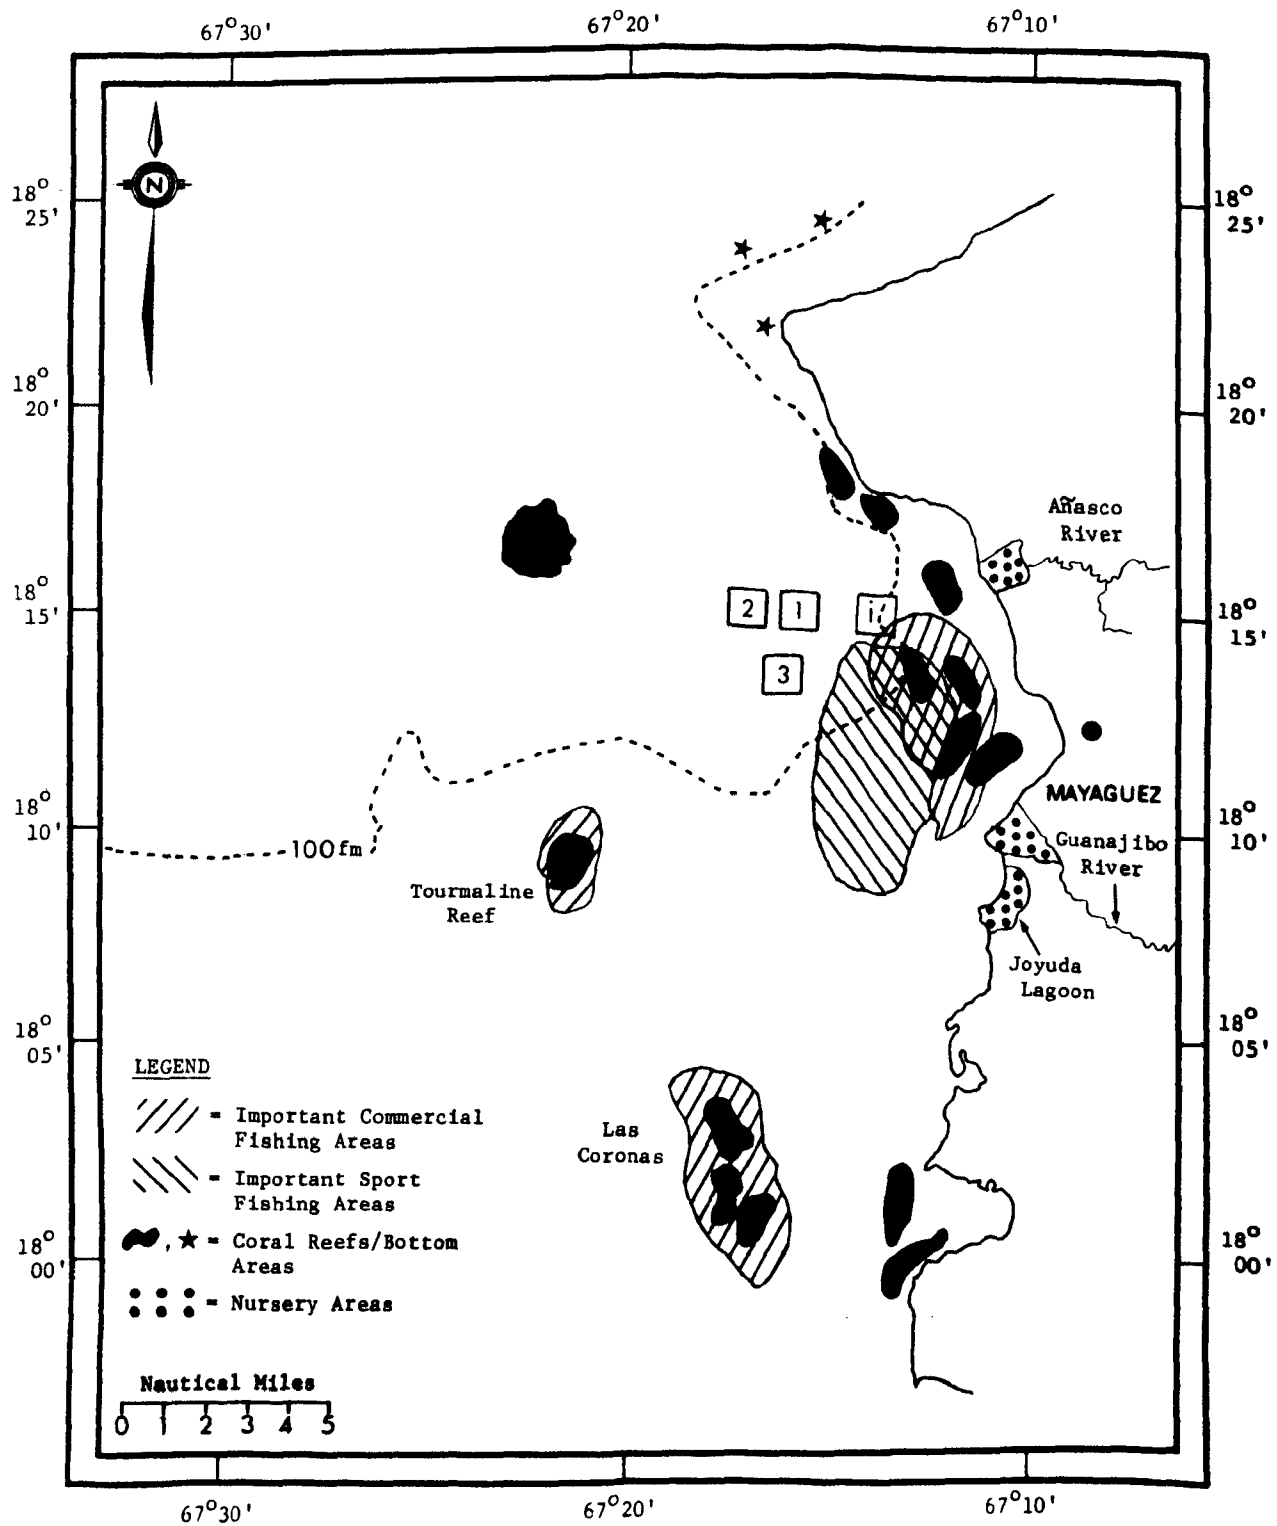 67°30'
67°20'
67°10'
N
18°
25'
18°
25'
18°
20'
18°
20'
Añasco
River
18°
15'
2
1
i
18°
15'
3
MAYAGUEZ
18°
10'
18°
10'
100fm
Guanajibo
River
Tourmaline
Reef
Joyuda
Lagoon
18°
05'
18°
05'
LEGEND
= Important Commercial
Fishing Areas
= Important Sport
Fishing Areas
, ★ = Coral Reefs/Bottom
Areas
= Nursery Areas
Las
Coronas
18°
00'
18°
00'
Nautical Miles
0 1 2 3 4 5
67°30'
67°20'
67°10'